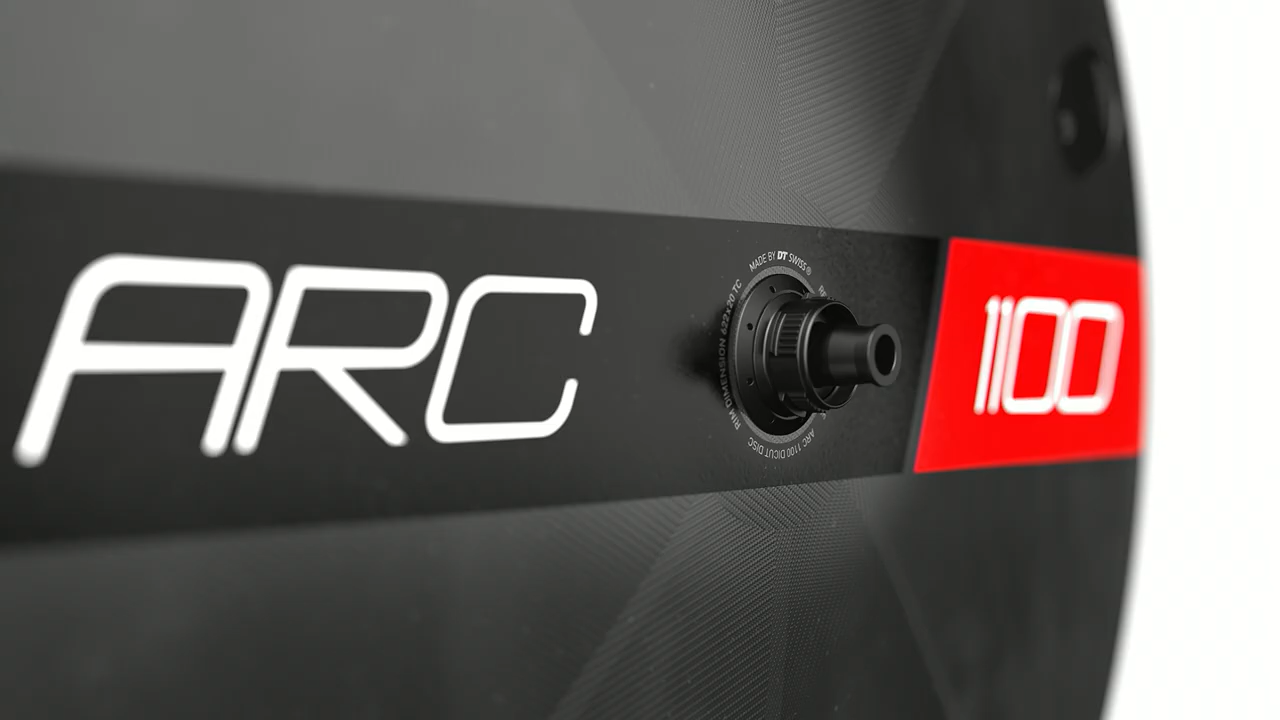 ARC
1100
MADE BY DT SWISS®
RIM DIMENSION 622x20 TC
ARC 1100 DICUT DISC